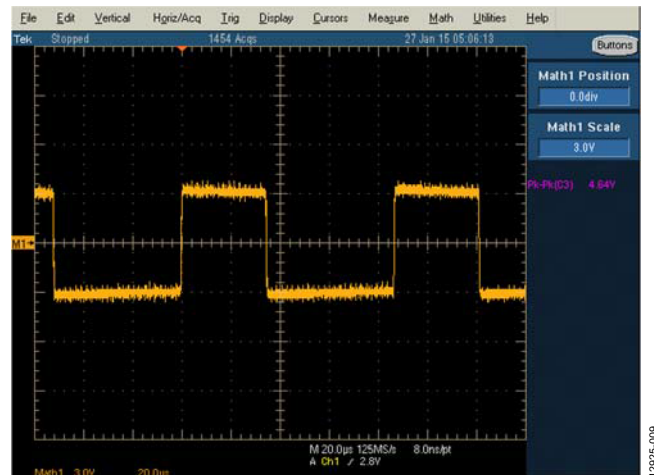 File Edit Vertical Horiz/Acq Trig Display Cursors Measure Math Utilities Help
Tek Stopped 1454 Acqs 27 Jan 15 05:06:13
Buttons
Math1 Position
0.0div
Math1 Scale
3.0V
Pk-Pk(C3) 4.64V
M1
M 20.0µs 125MS/s 8.0ns/pt
A Ch1 / 2.8V
Math1 3.0V 20.0µs